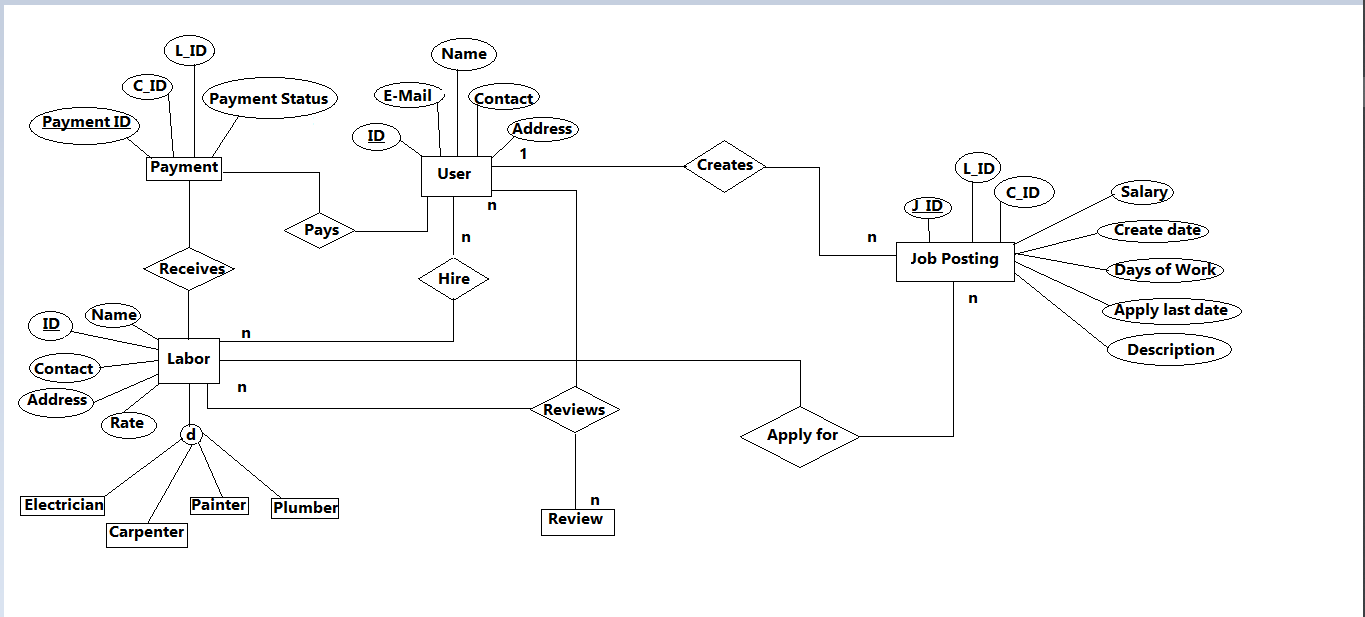 L_ID
C_ID
Payment Status
Payment ID
Payment
Name
E-Mail
Contact
ID
Address
User
1
n
n
Creates
Pays
Receives
Hire
L_ID
C_ID
J_ID
Salary
Create date
Days of Work
Apply last date
Description
Job Posting
n
n
ID
Name
Contact
Address
Rate
Labor
n
n
d
Electrician
Carpenter
Painter
Plumber
Reviews
n
Review
Apply for